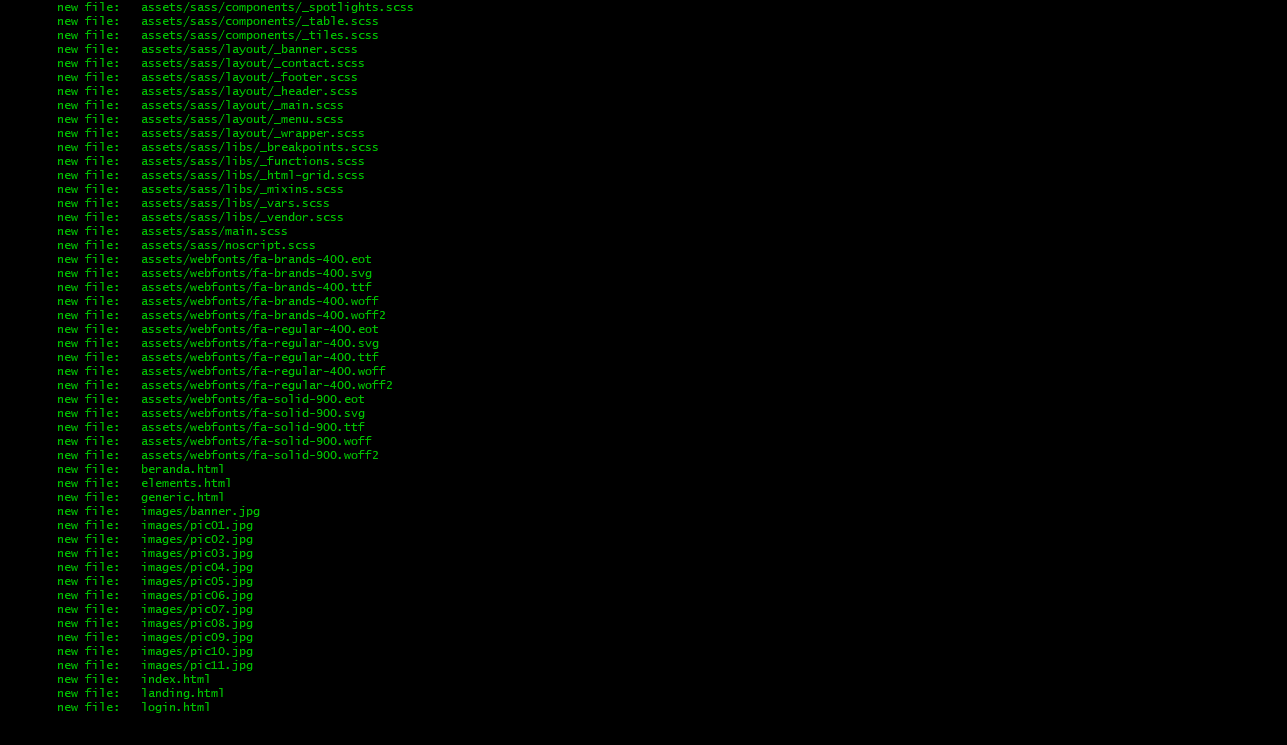 new file:   assets/sass/components/_spotlights.scss
new file:   assets/sass/components/_table.scss
new file:   assets/sass/components/_tiles.scss
new file:   assets/sass/layout/_banner.scss
new file:   assets/sass/layout/_contact.scss
new file:   assets/sass/layout/_footer.scss
new file:   assets/sass/layout/_header.scss
new file:   assets/sass/layout/_main.scss
new file:   assets/sass/layout/_menu.scss
new file:   assets/sass/layout/_wrapper.scss
new file:   assets/sass/libs/_breakpoints.scss
new file:   assets/sass/libs/_functions.scss
new file:   assets/sass/libs/_html-grid.scss
new file:   assets/sass/libs/_mixins.scss
new file:   assets/sass/libs/_vars.scss
new file:   assets/sass/libs/_vendor.scss
new file:   assets/sass/main.scss
new file:   assets/sass/noscript.scss
new file:   assets/webfonts/fa-brands-400.eot
new file:   assets/webfonts/fa-brands-400.svg
new file:   assets/webfonts/fa-brands-400.ttf
new file:   assets/webfonts/fa-brands-400.woff
new file:   assets/webfonts/fa-brands-400.woff2
new file:   assets/webfonts/fa-regular-400.eot
new file:   assets/webfonts/fa-regular-400.svg
new file:   assets/webfonts/fa-regular-400.ttf
new file:   assets/webfonts/fa-regular-400.woff
new file:   assets/webfonts/fa-regular-400.woff2
new file:   assets/webfonts/fa-solid-900.eot
new file:   assets/webfonts/fa-solid-900.svg
new file:   assets/webfonts/fa-solid-900.ttf
new file:   assets/webfonts/fa-solid-900.woff
new file:   assets/webfonts/fa-solid-900.woff2
new file:   beranda.html
new file:   elements.html
new file:   generic.html
new file:   images/banner.jpg
new file:   images/pic01.jpg
new file:   images/pic02.jpg
new file:   images/pic03.jpg
new file:   images/pic04.jpg
new file:   images/pic05.jpg
new file:   images/pic06.jpg
new file:   images/pic07.jpg
new file:   images/pic08.jpg
new file:   images/pic09.jpg
new file:   images/pic10.jpg
new file:   images/pic11.jpg
new file:   index.html
new file:   landing.html
new file:   login.html